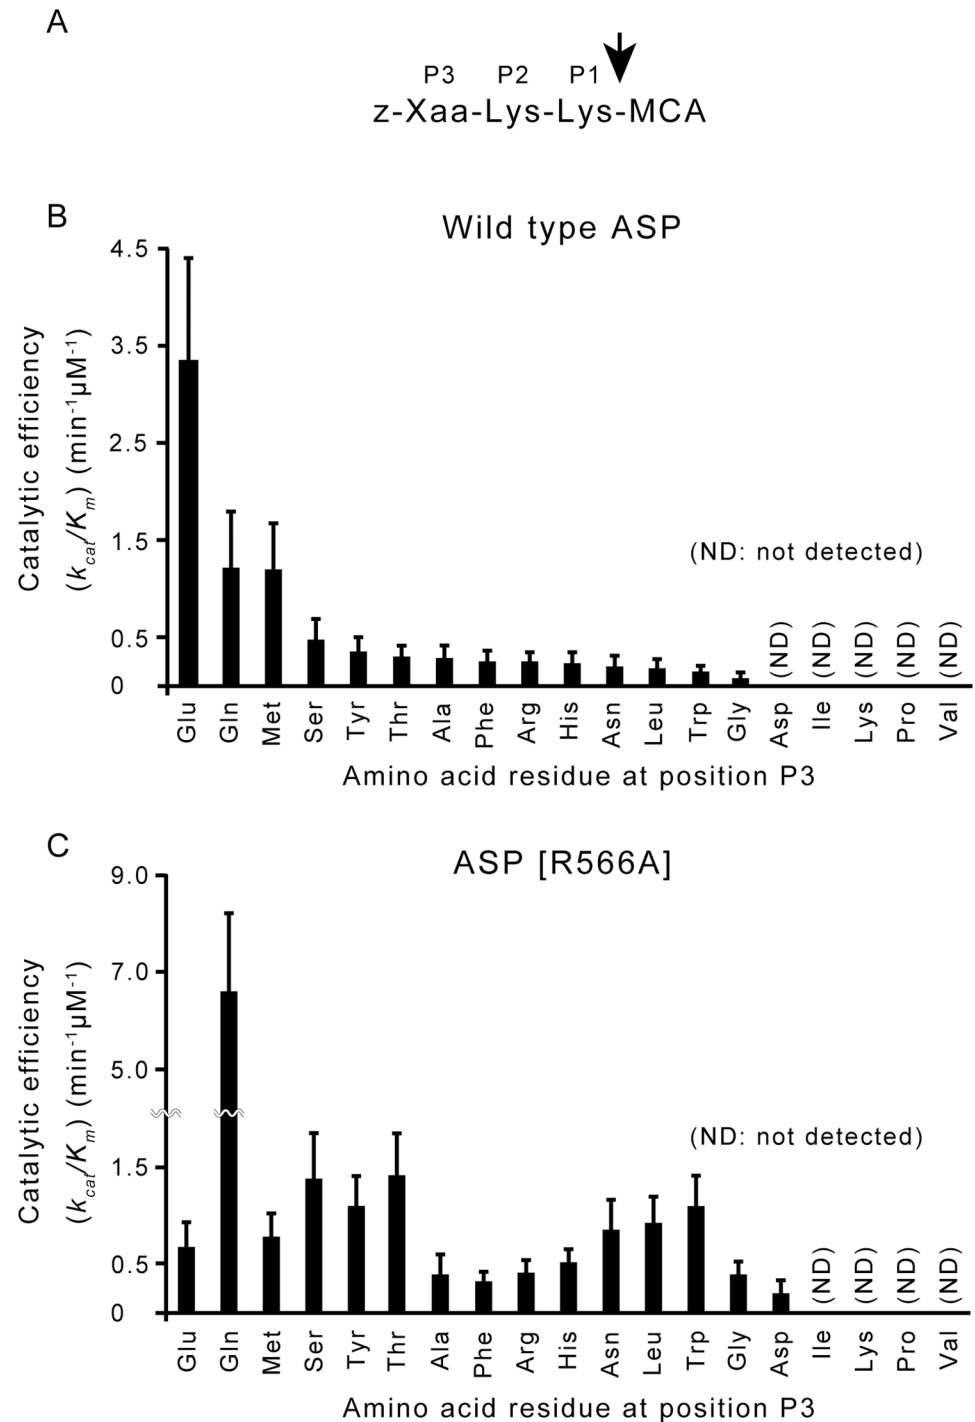 A
P3 P2 P1
z-Xaa-Lys-Lys-MCA
B
Wild type ASP
Catalytic efficiency
(kcat/Km) (min-1μM-1)
4.5
3.5
2.5
1.5
0.5
0
(ND: not detected)
(ND) (ND) (ND) (ND) (ND)
Glu Gln Met Ser Tyr Thr Ala Phe Arg His Asn Leu Trp Gly Asp Ile Lys Pro Val
Amino acid residue at position P3
C
ASP [R566A]
Catalytic efficiency
(kcat/Km) (min-1μM-1)
9.0
7.0
5.0
1.5
0.5
0
(ND: not detected)
(ND) (ND) (ND) (ND)
Glu Gln Met Ser Tyr Thr Ala Phe Arg His Asn Leu Trp Gly Asp Ile Lys Pro Val
Amino acid residue at position P3